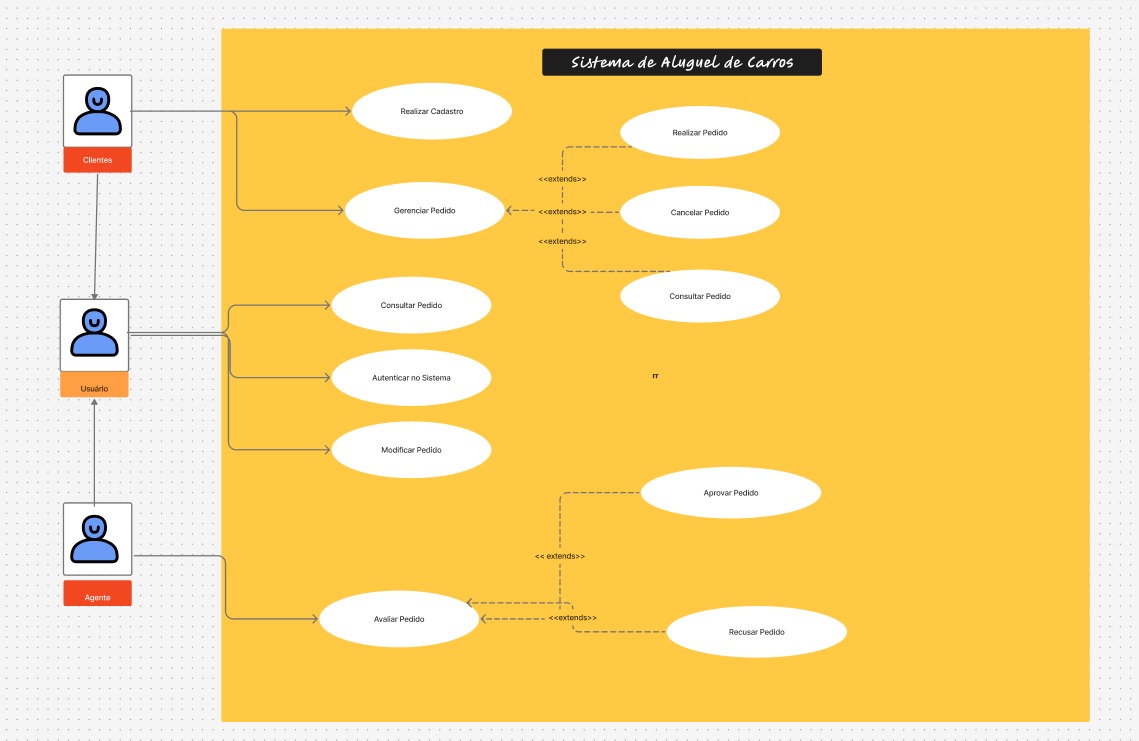 Sistema de Aluguel de Carros
Clientes
Realizar Cadastro
Realizar Pedido
<<extends>>
Gerenciar Pedido
<<extends>>
Cancelar Pedido
<<extends>>
Consultar Pedido
Consultar Pedido
Usuário
Autenticar no Sistema
rr
Modificar Pedido
Aprovar Pedido
<< extends>>
Agente
Avaliar Pedido
<<extends>>
Recusar Pedido